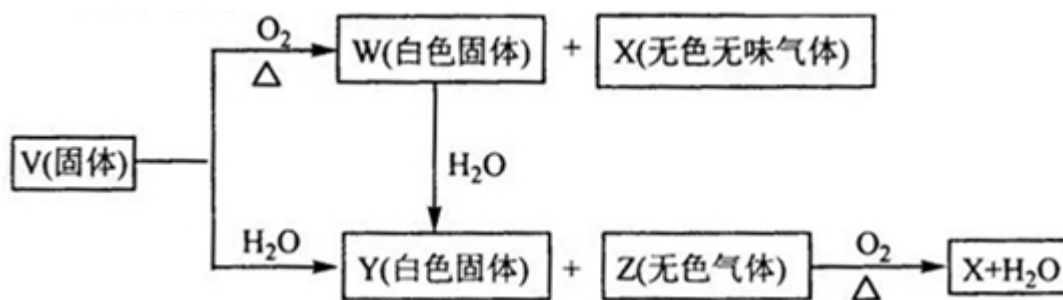 O₂
△
W(白色固体) + X(无色无味气体)
V(固体)
H₂O
H₂O
Y(白色固体) + Z(无色气体)
O₂
△
X+H₂O